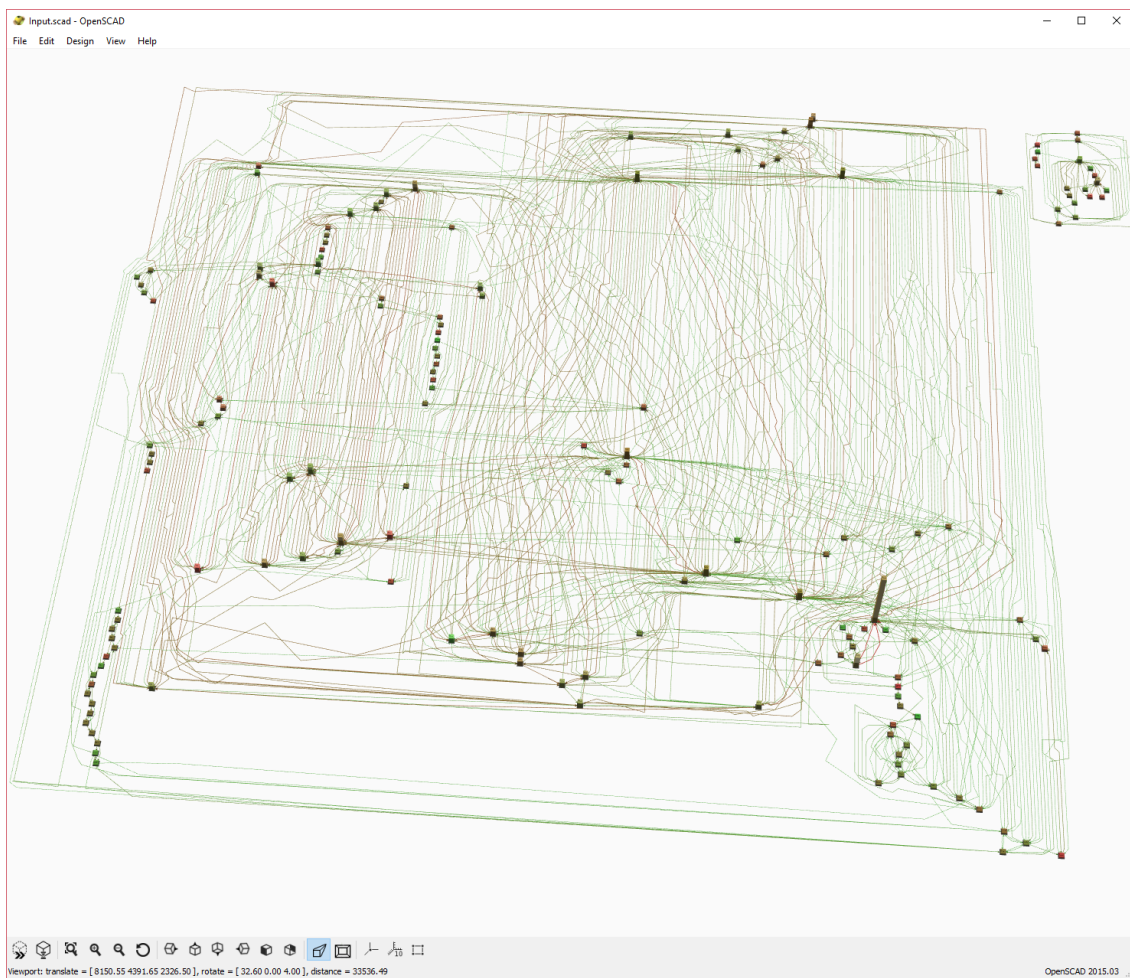 Input.scad - OpenSCAD
File Edit Design View Help
10
Viewport: translate = [ 8150.55 4391.65 2326.50 ], rotate = [ 32.60 0.00 4.00 ], distance = 33536.49
OpenSCAD 2015.03